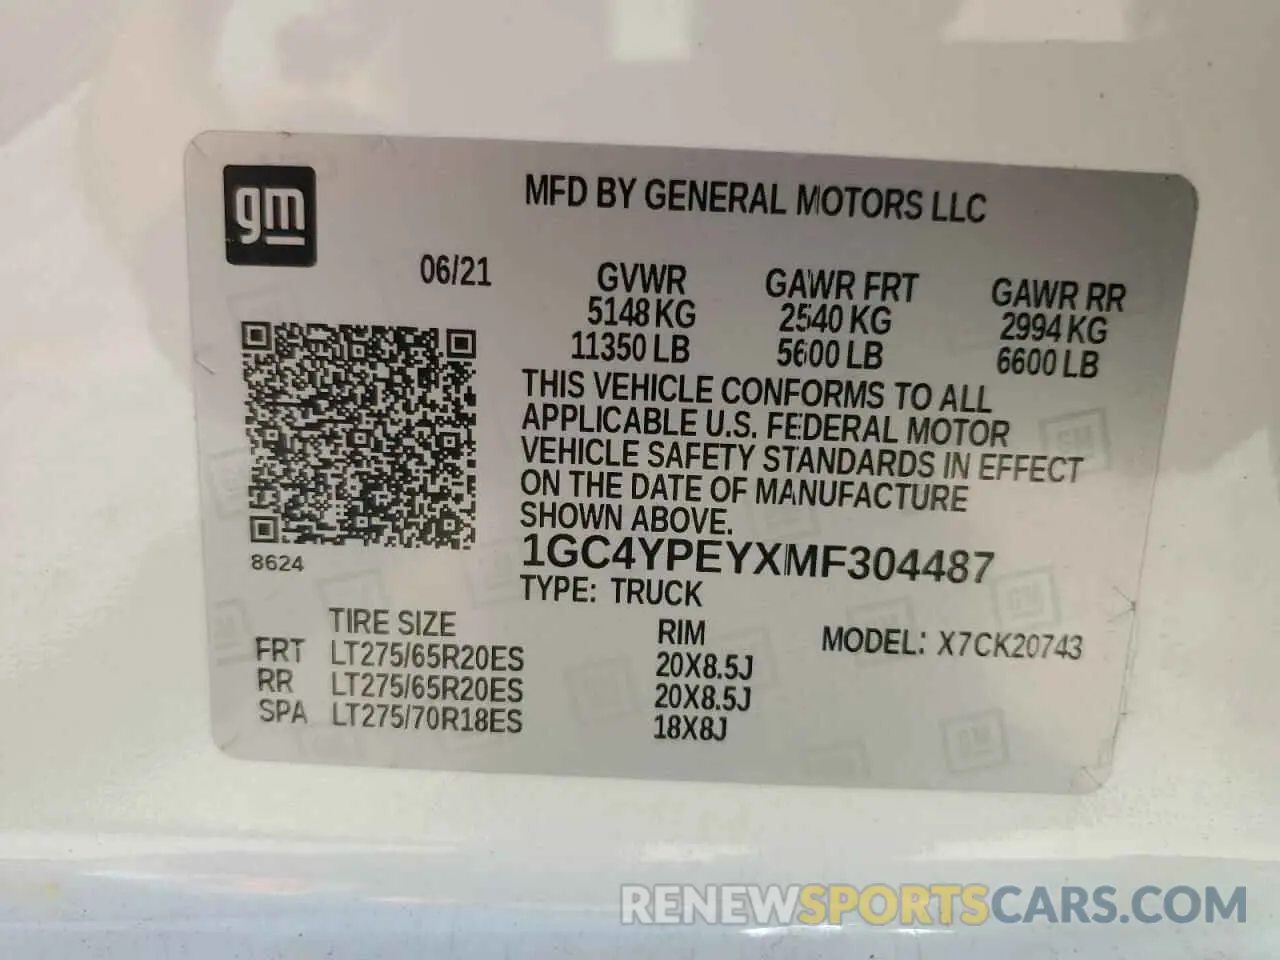 gm
MFD BY GENERAL MOTORS LLC
06/21 GVWR GAWR FRT GAWR RR
5148 KG 2540 KG 2994 KG
11350 LB 5600 LB 6600 LB
THIS VEHICLE CONFORMS TO ALL
APPLICABLE U.S. FEDERAL MOTOR
VEHICLE SAFETY STANDARDS IN EFFECT
ON THE DATE OF MANUFACTURE
SHOWN ABOVE.
8624
1GC4YPEYXMF304487
TYPE: TRUCK
TIRE SIZE RIM MODEL: X7CK20743
FRT LT275/65R20ES 20X8.5J
RR LT275/65R20ES 20X8.5J
SPA LT275/70R18ES 18X8J
RENEWSPORTSCARS.COM